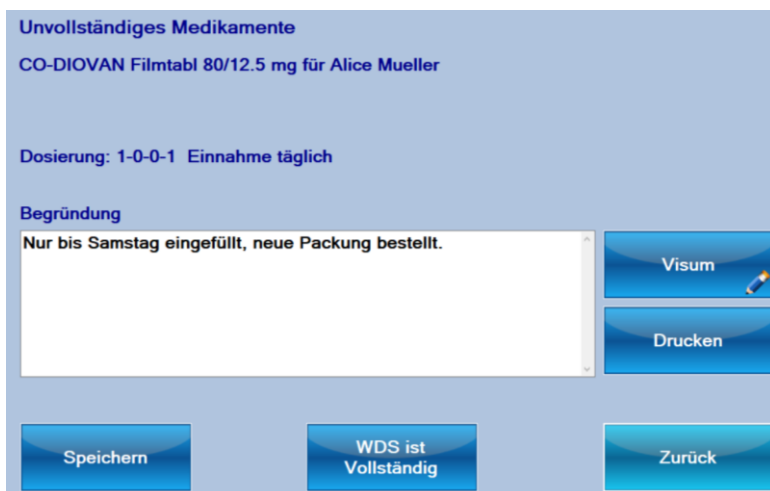 Unvollständiges Medikamente
CO-DIOVAN Filmtabl 80/12.5 mg für Alice Mueller
Dosierung: 1-0-0-1 Einnahme täglich
Begründung
Nur bis Samstag eingefüllt, neue Packung bestellt.
Visum
Drucken
Speichern
WDS ist
Vollständig
Zurück